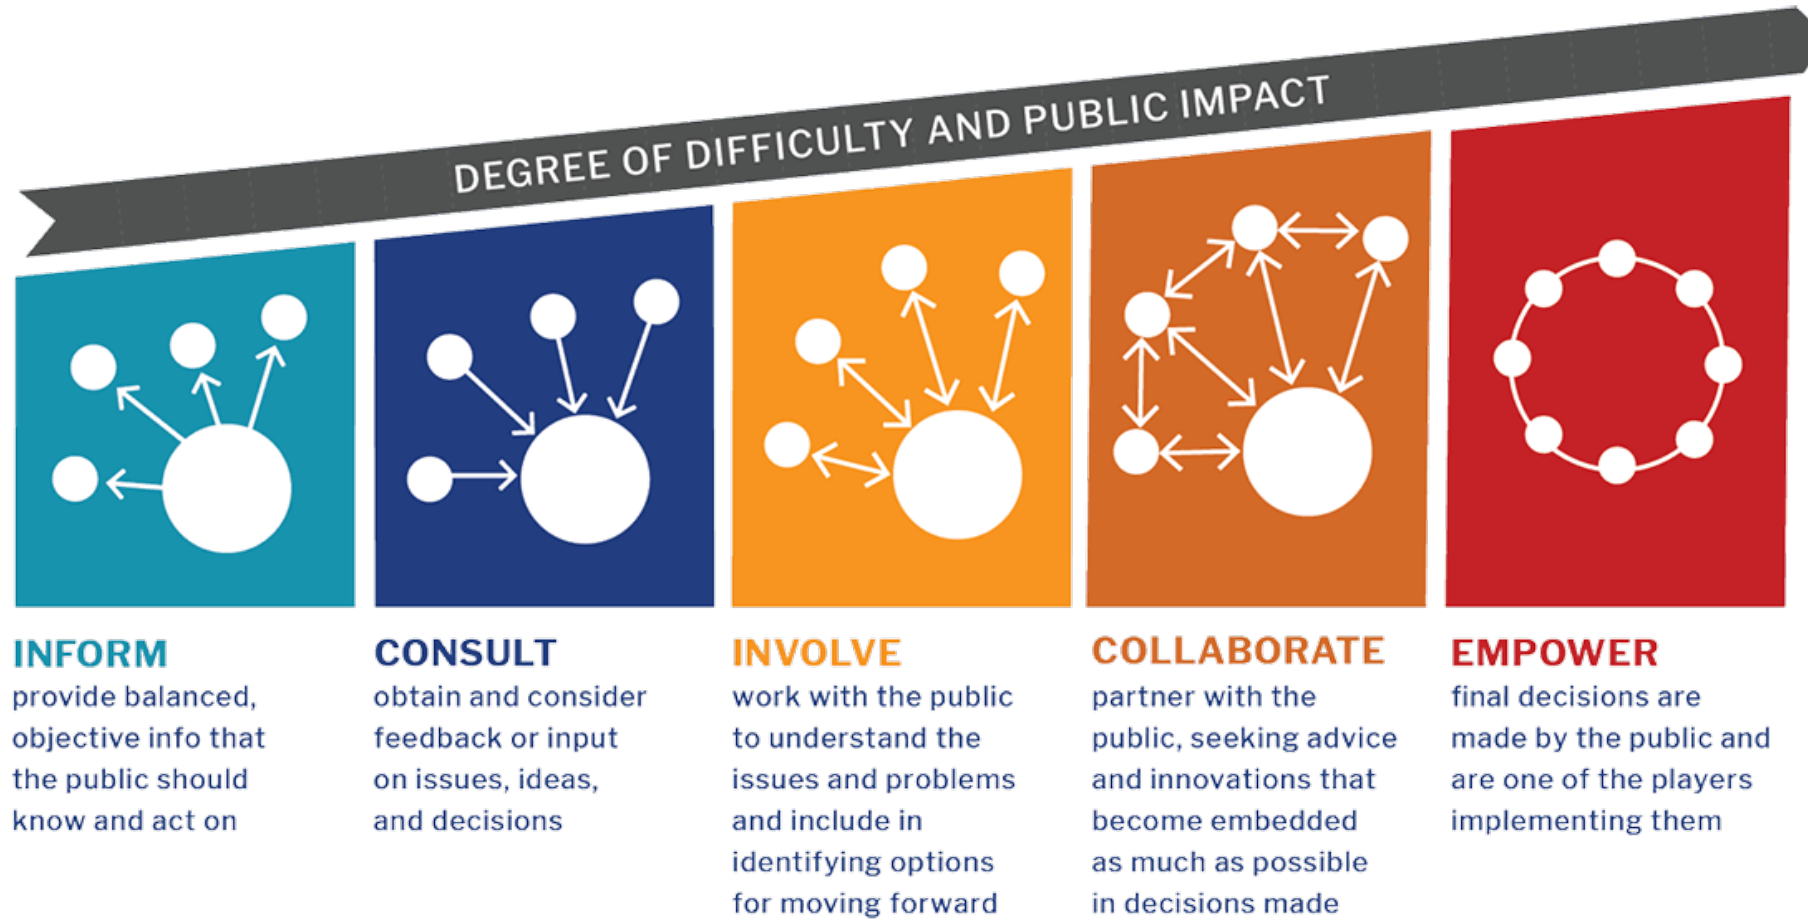 DEGREE OF DIFFICULTY AND PUBLIC IMPACT
INFORM
provide balanced,
objective info that
the public should
know and act on
CONSULT
obtain and consider
feedback or input
on issues, ideas,
and decisions
INVOLVE
work with the public
to understand the
issues and problems
and include in
identifying options
for moving forward
COLLABORATE
partner with the
public, seeking advice
and innovations that
become embedded
as much as possible
in decisions made
EMPOWER
final decisions are
made by the public and
are one of the players
implementing them